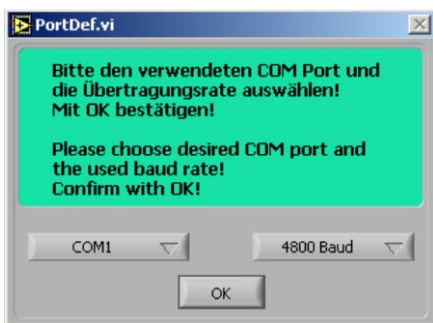 PortDef.vi
Bitte den verwendeten COM Port und
die Übertragungsrate auswählen!
Mit OK bestätigen!
Please choose desired COM port and
the used baud rate!
Confirm with OK!
COM1
4800 Baud
OK